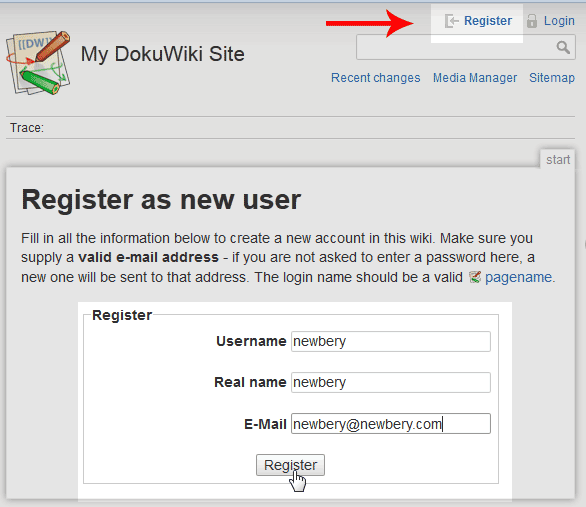 Register Login
[[DW]]
My DokuWiki Site
Recent changes Media Manager Sitemap
Trace:
start
Register as new user
Fill in all the information below to create a new account in this wiki. Make sure you
supply a valid e-mail address - if you are not asked to enter a password here, a
new one will be sent to that address. The login name should be a valid pagename.
Register
Username newbery
Real name newbery
E-Mail newbery@newbery.com
Register